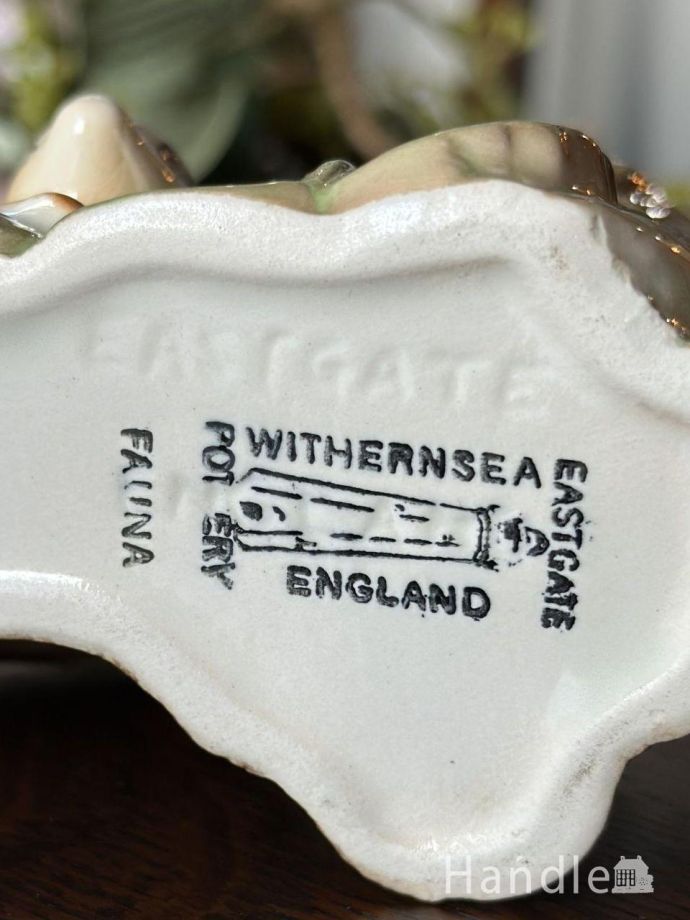 EASTGATE
FAUNA
POTTERY
WITHERNSEA
EASTGATE
ENGLAND
Handle